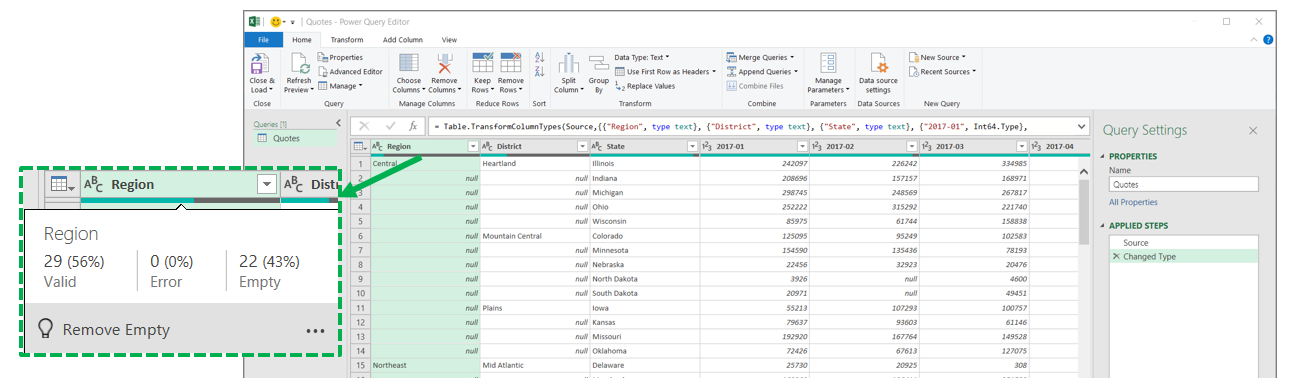 Quotes - Power Query Editor
File Home Transform Add Column View
Close & Load
Refresh Preview
Properties
Advanced Editor
Manage
Choose Columns
Remove Columns
Keep Rows
Remove Rows
Split Column
Group By
Data Type: Text
Use First Row as Headers
Replace Values
Merge Queries
Append Queries
Combine Files
Manage Parameters
Data source settings
New Source
Recent Sources
Close Query Manage Columns Reduce Rows Sort Transform Combine Parameters Data Sources New Query
Queries [1]
Quotes
fx = Table.TransformColumnTypes(Source,{{"Region", type text}, {"District", type text}, {"State", type text}, {"2017-01", Int64.Type},
ABC Region ABC District ABC State 123 2017-01 123 2017-02 123 2017-03 123 2017-04
1 Central Heartland Illinois 242097 226242 334985
2 null null Indiana 208696 157157 168971
3 null null Michigan 298745 248569 267817
4 null null Ohio 252222 315292 221740
5 null null Wisconsin 85975 61744 158838
6 null Mountain Central Colorado 125095 95249 102583
7 null null Minnesota 154590 135436 78193
8 null null Nebraska 22456 32923 20476
9 null null North Dakota 3926 null 4600
10 null null South Dakota 20971 null 49451
11 null Plains Iowa 55213 107293 100757
12 null null Kansas 79637 93603 61146
13 null null Missouri 192920 167764 149528
14 null null Oklahoma 72426 67613 127075
15 Northeast Mid Atlantic Delaware 25730 20925 308
Query Settings
PROPERTIES
Name
Quotes
All Properties
APPLIED STEPS
Source
Changed Type
ABC Region ABC Distr
Region
29 (56%) 0 (0%) 22 (43%)
Valid Error Empty
Remove Empty